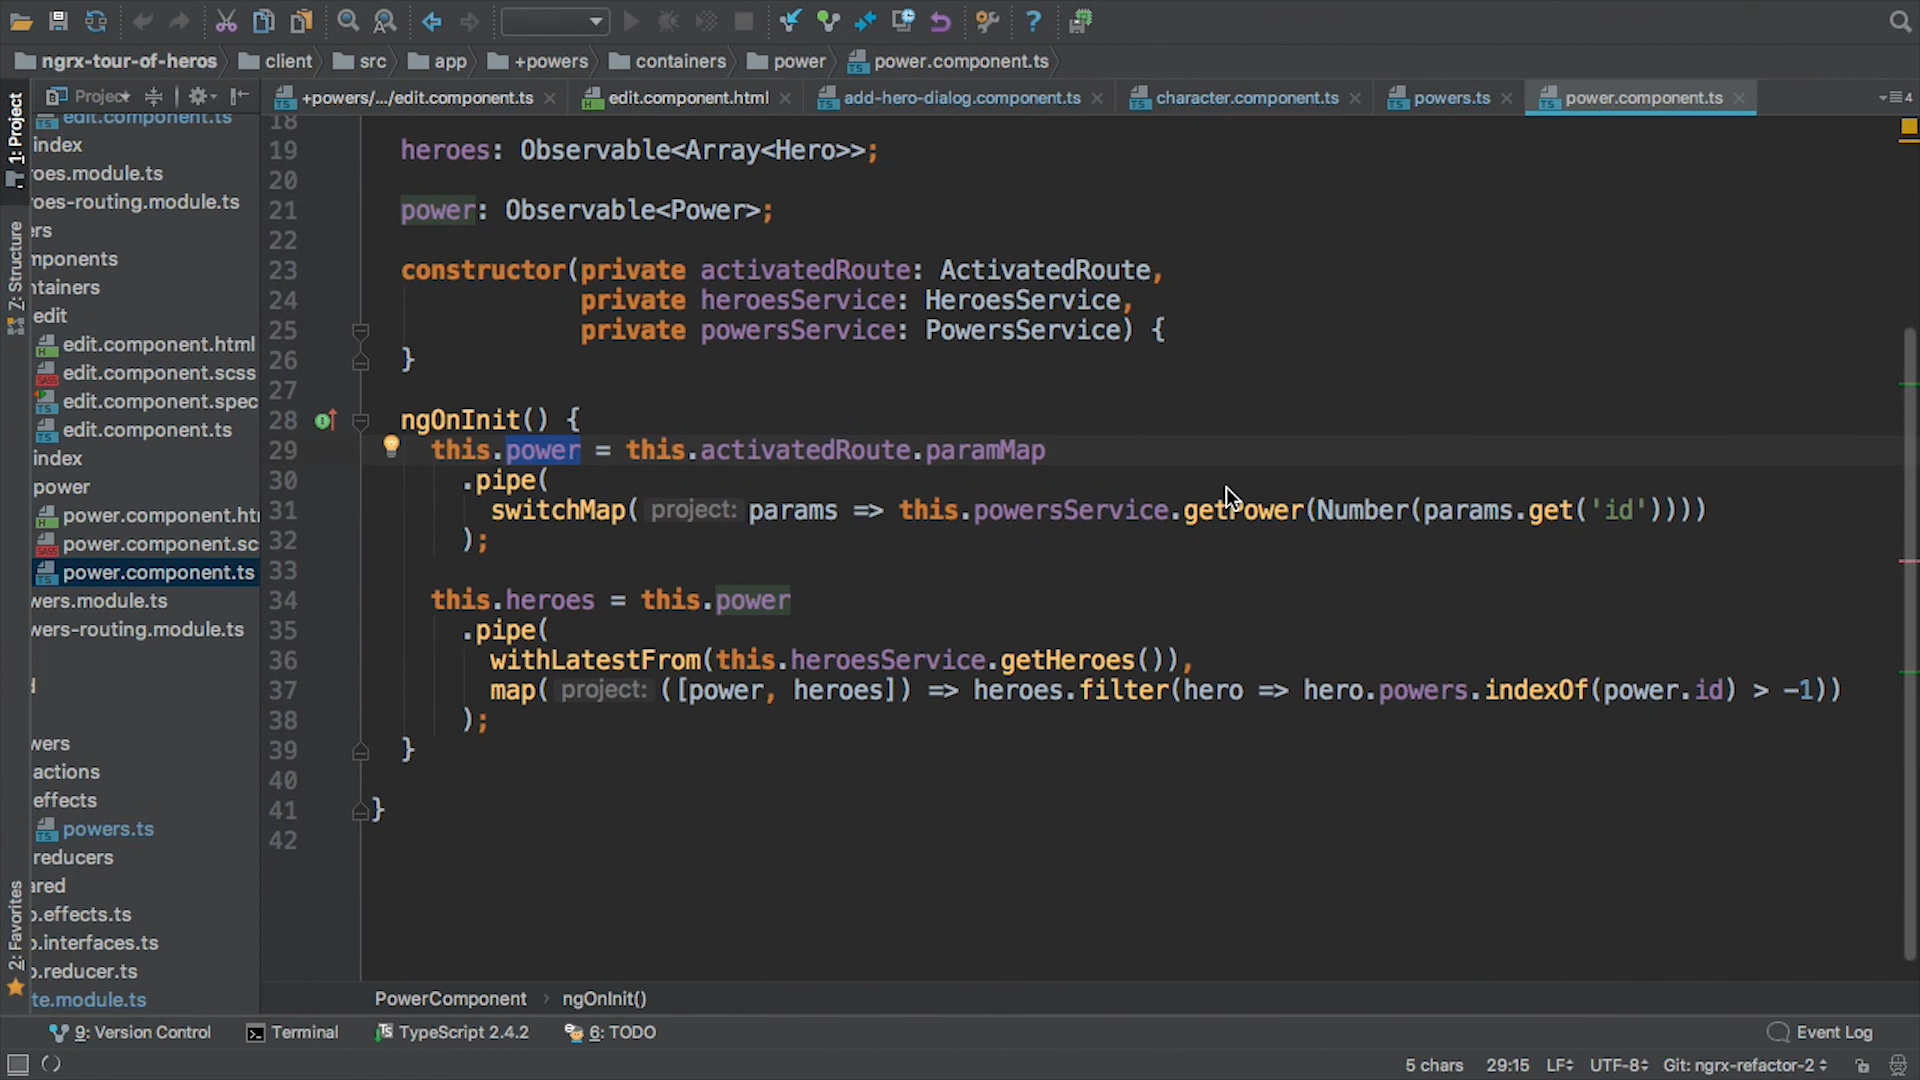 ngrx-tour-of-heros client src app +powers containers power power.component.ts
1: Project
Project
+powers/.../edit.component.ts
edit.component.html
add-hero-dialog.component.ts
character.component.ts
powers.ts
power.component.ts
4
edit.component.ts
index
roes.module.ts
roes-routing.module.ts
ers
mponents
ntainers
edit
edit.component.html
edit.component.scss
edit.component.spec
edit.component.ts
index
power
power.component.ht
power.component.sc
power.component.ts
wers.module.ts
wers-routing.module.ts
d
wers
actions
effects
powers.ts
reducers
ared
o.effects.ts
o.interfaces.ts
o.reducer.ts
te.module.ts
Z: Structure
2: Favorites
18
19 heroes: Observable<Array<Hero>>;
20
21 power: Observable<Power>;
22
23 constructor(private activatedRoute: ActivatedRoute,
24 private heroesService: HeroesService,
25 private powersService: PowersService) {
26 }
27
28 ngOnInit() {
29 this.power = this.activatedRoute.paramMap
30 .pipe(
31 switchMap( project: params => this.powersService.getPower(Number(params.get('id'))))
32 );
33
34 this.heroes = this.power
35 .pipe(
36 withLatestFrom(this.heroesService.getHeroes()),
37 map( project: ([power, heroes]) => heroes.filter(hero => hero.powers.indexOf(power.id) > -1))
38 );
39 }
40
41 }
42
PowerComponent ngOnInit()
9: Version Control Terminal TypeScript 2.4.2 6: TODO Event Log
5 chars 29:15 LF UTF-8 Git: ngrx-refactor-2